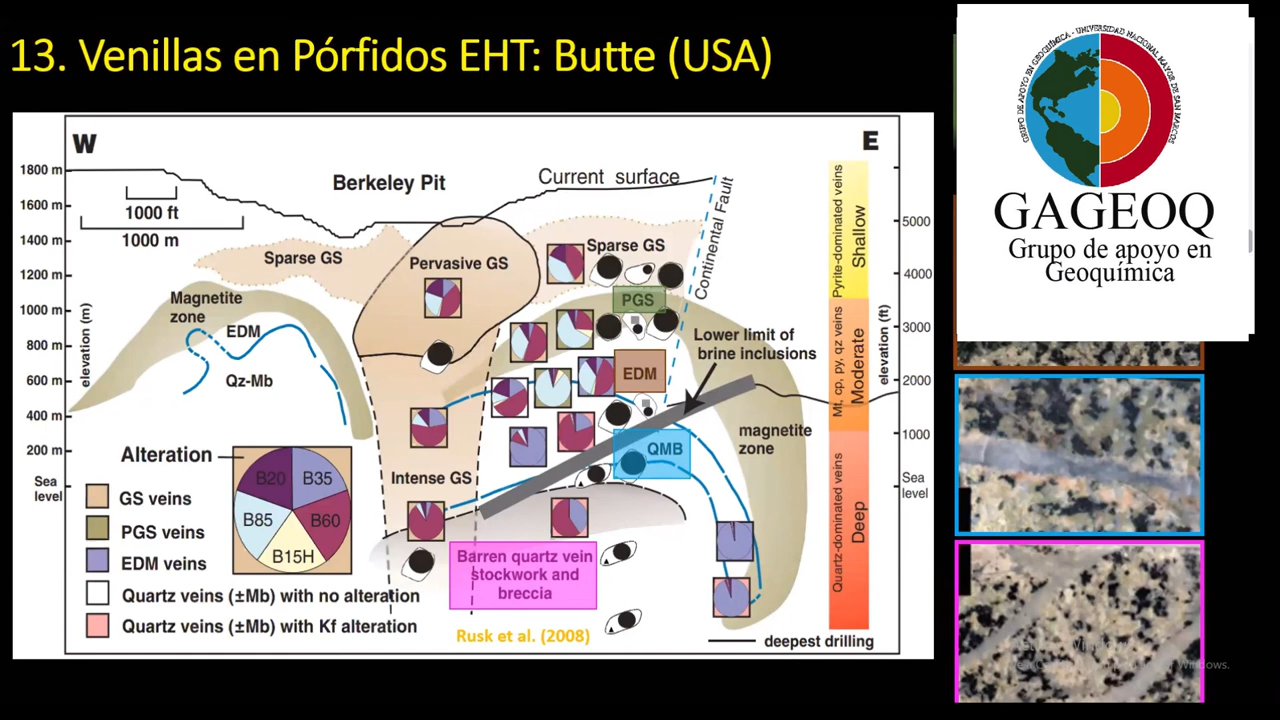 13. Venillas en Pórfidos EHT: Butte (USA)
GRUPO DE APOYO EN GEOQUÍMICA - UNIVERSIDAD NACIONAL MAYOR DE SAN MARCOS
GAGEOQ
Grupo de apoyo en
Geoquímica
W
E
1800 m
1600 m
1400 m
1200 m
1000 m
800 m
600 m
400 m
200 m
Sea
level
elevation (m)
1000 ft
1000 m
Berkeley Pit
Current surface
Continental Fault
Sparse GS
Pervasive GS
Sparse GS
Magnetite
zone
EDM
Qz-Mb
PGS
EDM
QMB
Lower limit of
brine inclusions
magnetite
zone
Intense GS
Barren quartz vein
stockwork and
breccia
Rusk et al. (2008)
deepest drilling
Alteration
B20
B35
B85
B60
B15H
GS veins
PGS veins
EDM veins
Quartz veins (±Mb) with no alteration
Quartz veins (±Mb) with Kf alteration
Pyrite-dominated veins
Shallow
Mt, cp, py, qz veins
Moderate
Quartz-dominated veins
Deep
5000
4000
3000
2000
1000
Sea
level
elevation (ft)